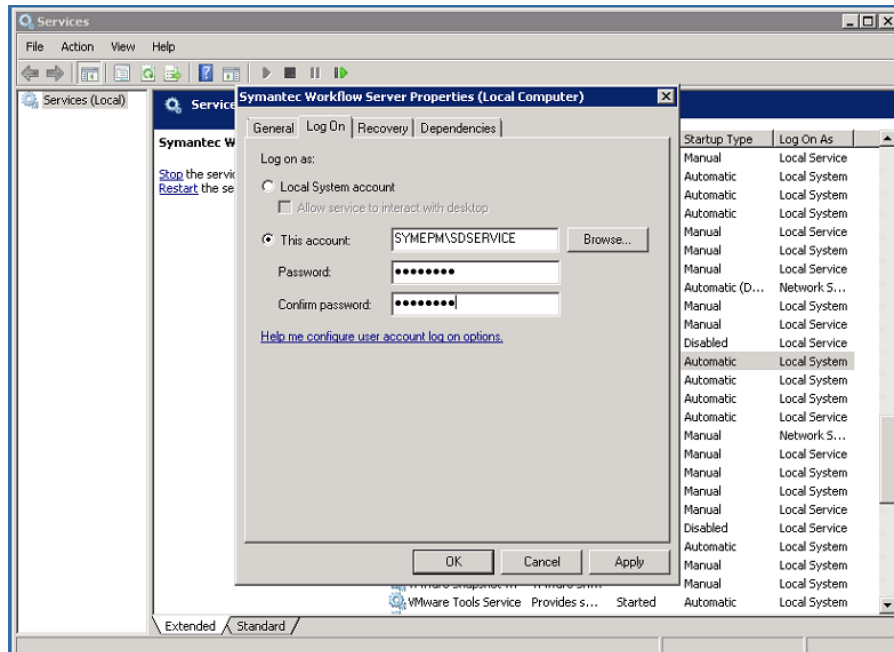 Services
File Action View Help
Services (Local)
Service
Symantec Workflow Server Properties (Local Computer)
General Log On Recovery Dependencies
Symantec W
Stop the servic
Restart the se
Log on as:
Local System account
Allow service to interact with desktop
This account: SYMEPM\SDSERVICE Browse...
Password: ●●●●●●●●
Confirm password: ●●●●●●●●
Help me configure user account log on options.
OK Cancel Apply
Startup Type Log On As
Manual Local Service
Automatic Local System
Automatic Local System
Automatic Local System
Manual Local Service
Manual Local System
Manual Local Service
Automatic (D... Network S...
Manual Local System
Manual Local Service
Disabled Local Service
Automatic Local System
Automatic Local System
Automatic Local System
Automatic Local Service
Manual Network S...
Manual Local Service
Manual Local System
Manual Local System
Manual Local Service
Disabled Local Service
Automatic Local System
Manual Local System
Manual Local System
VMware Tools Service Provides s... Started Automatic Local System
Extended Standard